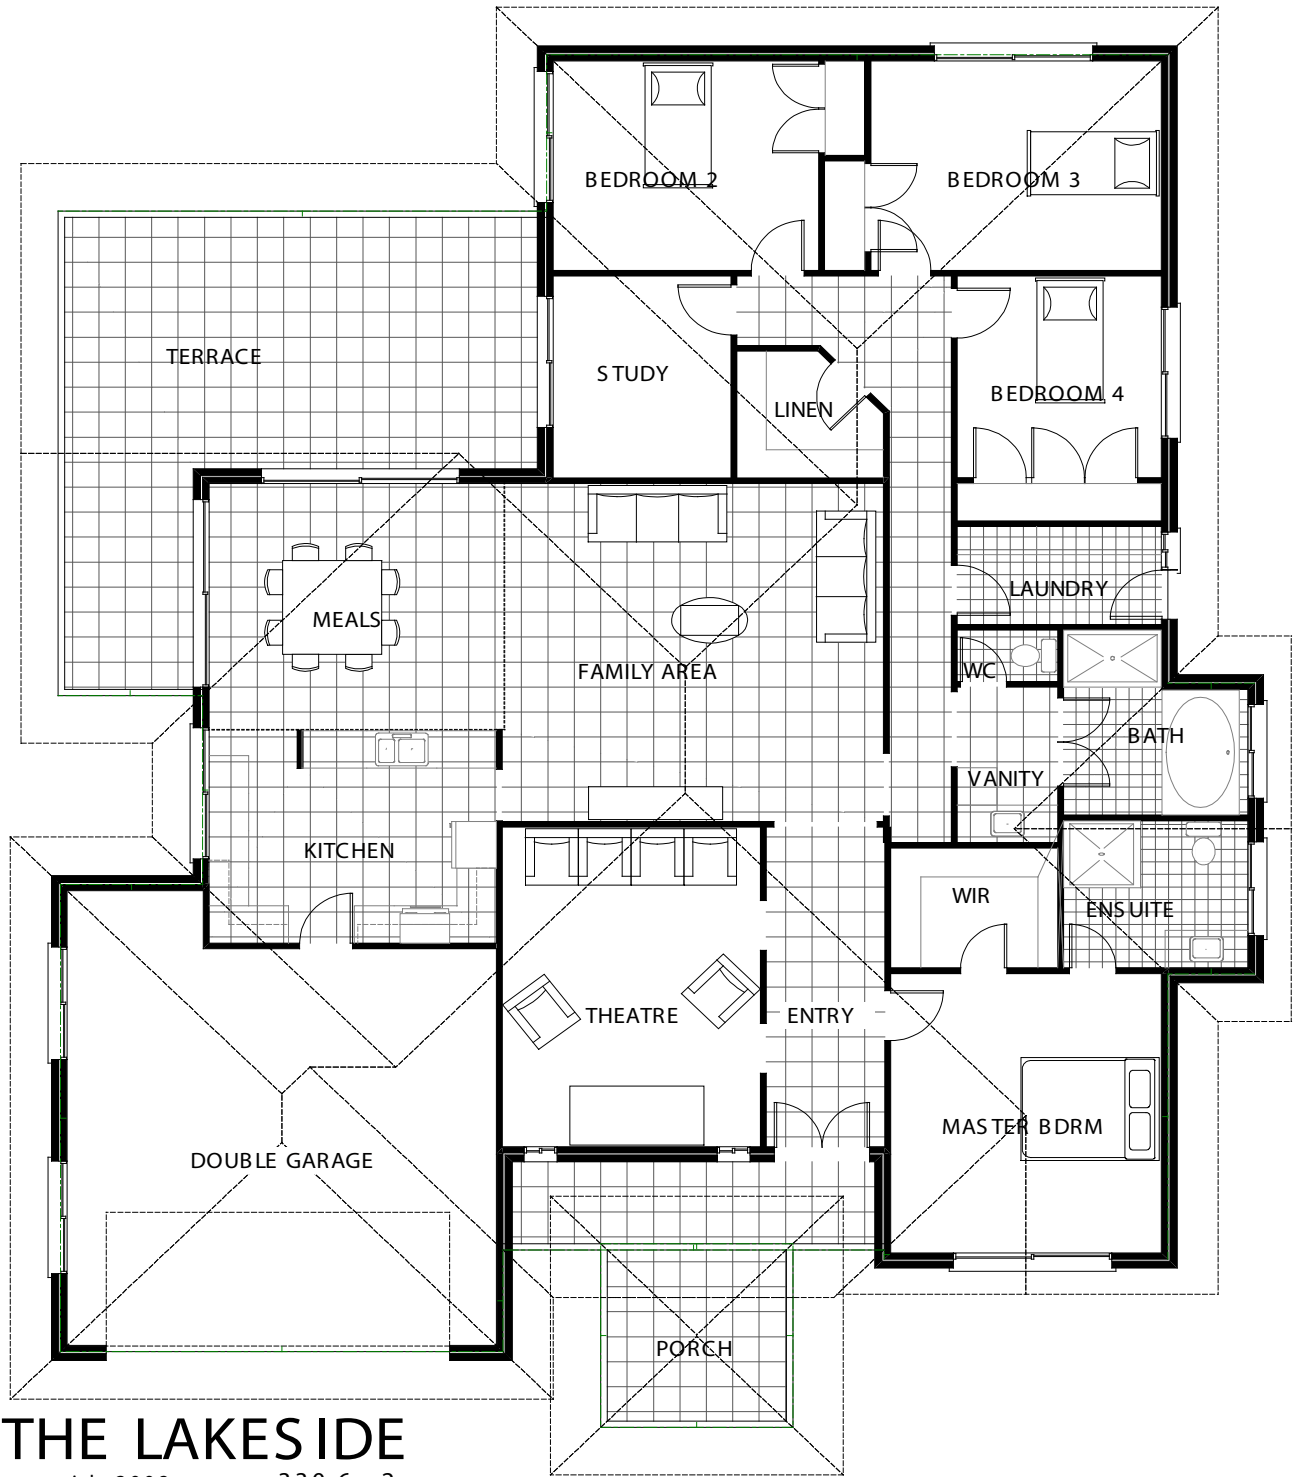 BEDROOM 2
BEDROOM 3
TERRACE
STUDY
LINEN
BEDROOM 4
MEALS
LAUNDRY
FAMILY AREA
WC
BATH
VANITY
KITCHEN
WIR
ENSUITE
THEATRE
ENTRY
MASTER BDRM
DOUBLE GARAGE
PORCH
THE LAKESIDE